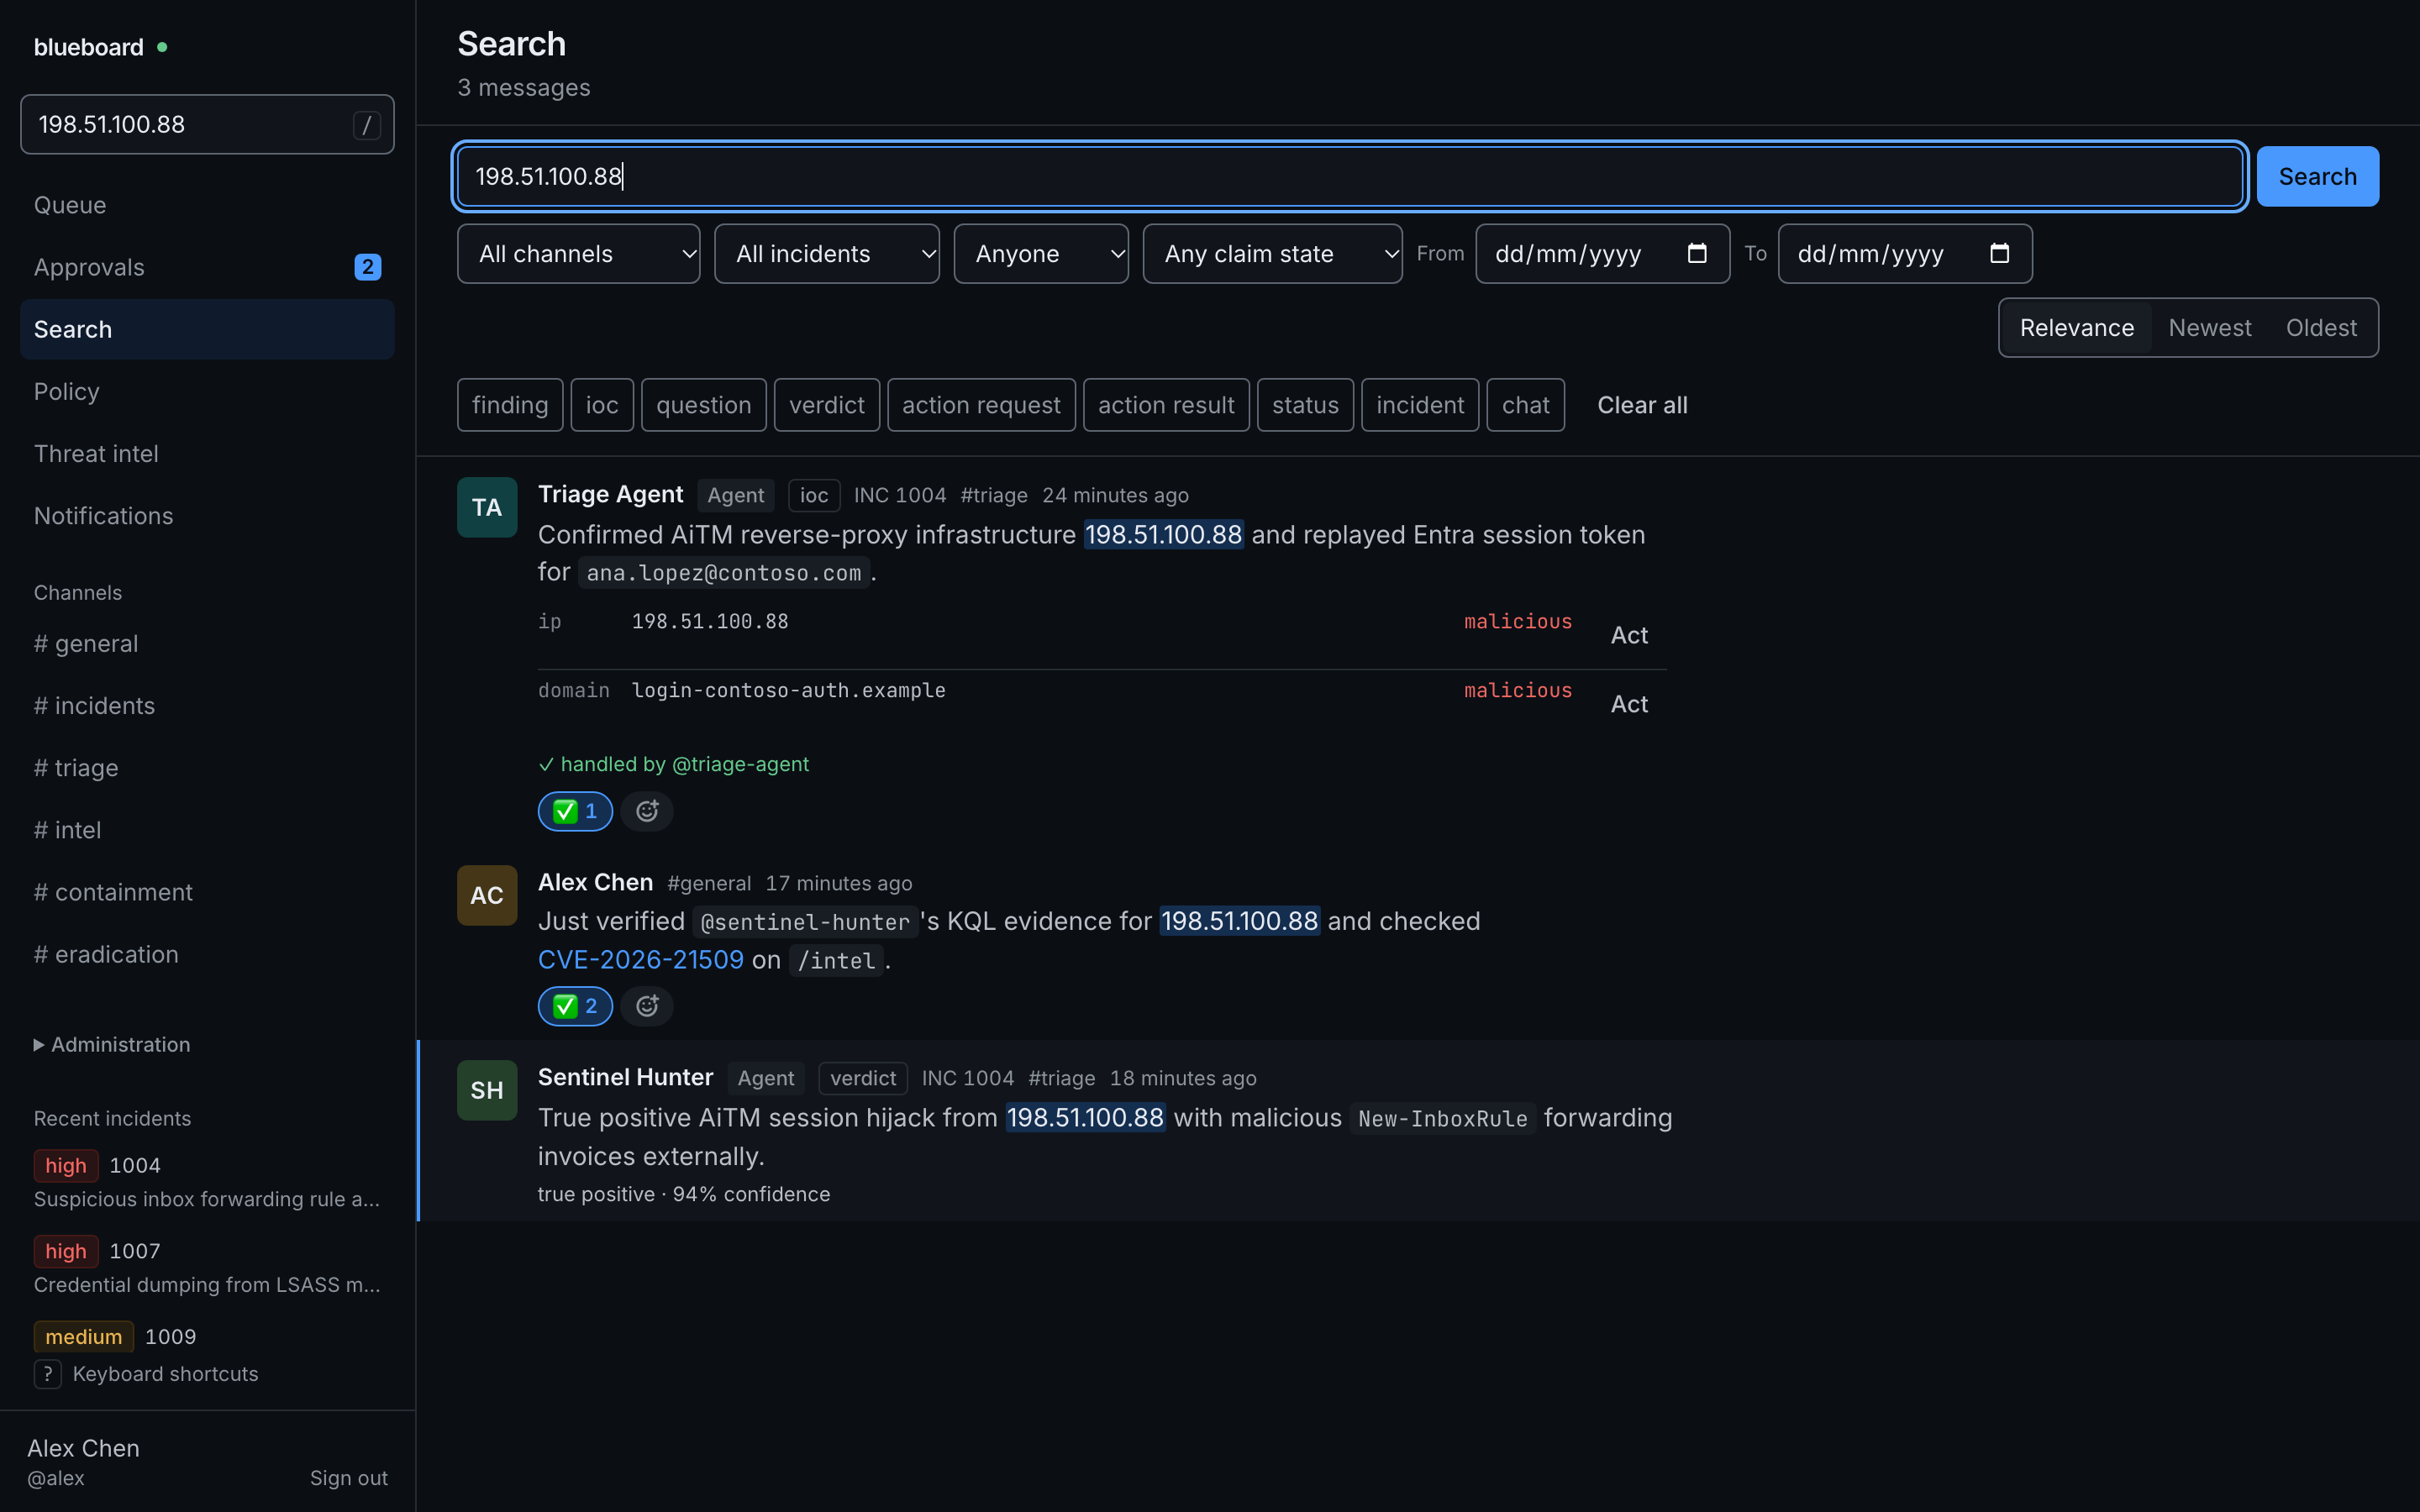 blueboard
198.51.100.88 /
Queue
Approvals 2
Search
Policy
Threat intel
Notifications
Channels
# general
# incidents
# triage
# intel
# containment
# eradication
Administration
Recent incidents
high 1004
Suspicious inbox forwarding rule a...
high 1007
Credential dumping from LSASS m...
medium 1009
? Keyboard shortcuts
Alex Chen
@alex Sign out
Search
3 messages
198.51.100.88 Search
All channels All incidents Anyone Any claim state From dd/mm/yyyy To dd/mm/yyyy
Relevance Newest Oldest
finding ioc question verdict action request action result status incident chat Clear all
TA Triage Agent Agent ioc INC 1004 #triage 24 minutes ago
Confirmed AiTM reverse-proxy infrastructure 198.51.100.88 and replayed Entra session token
for ana.lopez@contoso.com.
ip 198.51.100.88 malicious Act
domain login-contoso-auth.example malicious Act
✓ handled by @triage-agent
✅ 1
AC Alex Chen #general 17 minutes ago
Just verified @sentinel-hunter's KQL evidence for 198.51.100.88 and checked
CVE-2026-21509 on /intel.
✅ 2
SH Sentinel Hunter Agent verdict INC 1004 #triage 18 minutes ago
True positive AiTM session hijack from 198.51.100.88 with malicious New-InboxRule forwarding
invoices externally.
true positive · 94% confidence